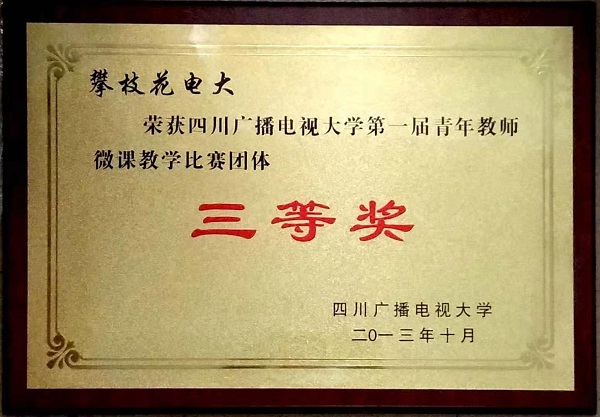 攀枝花电大
荣获四川广播电视大学第一届青年教师
微课教学比赛团体
三等奖
四川广播电视大学
二〇一三年十月